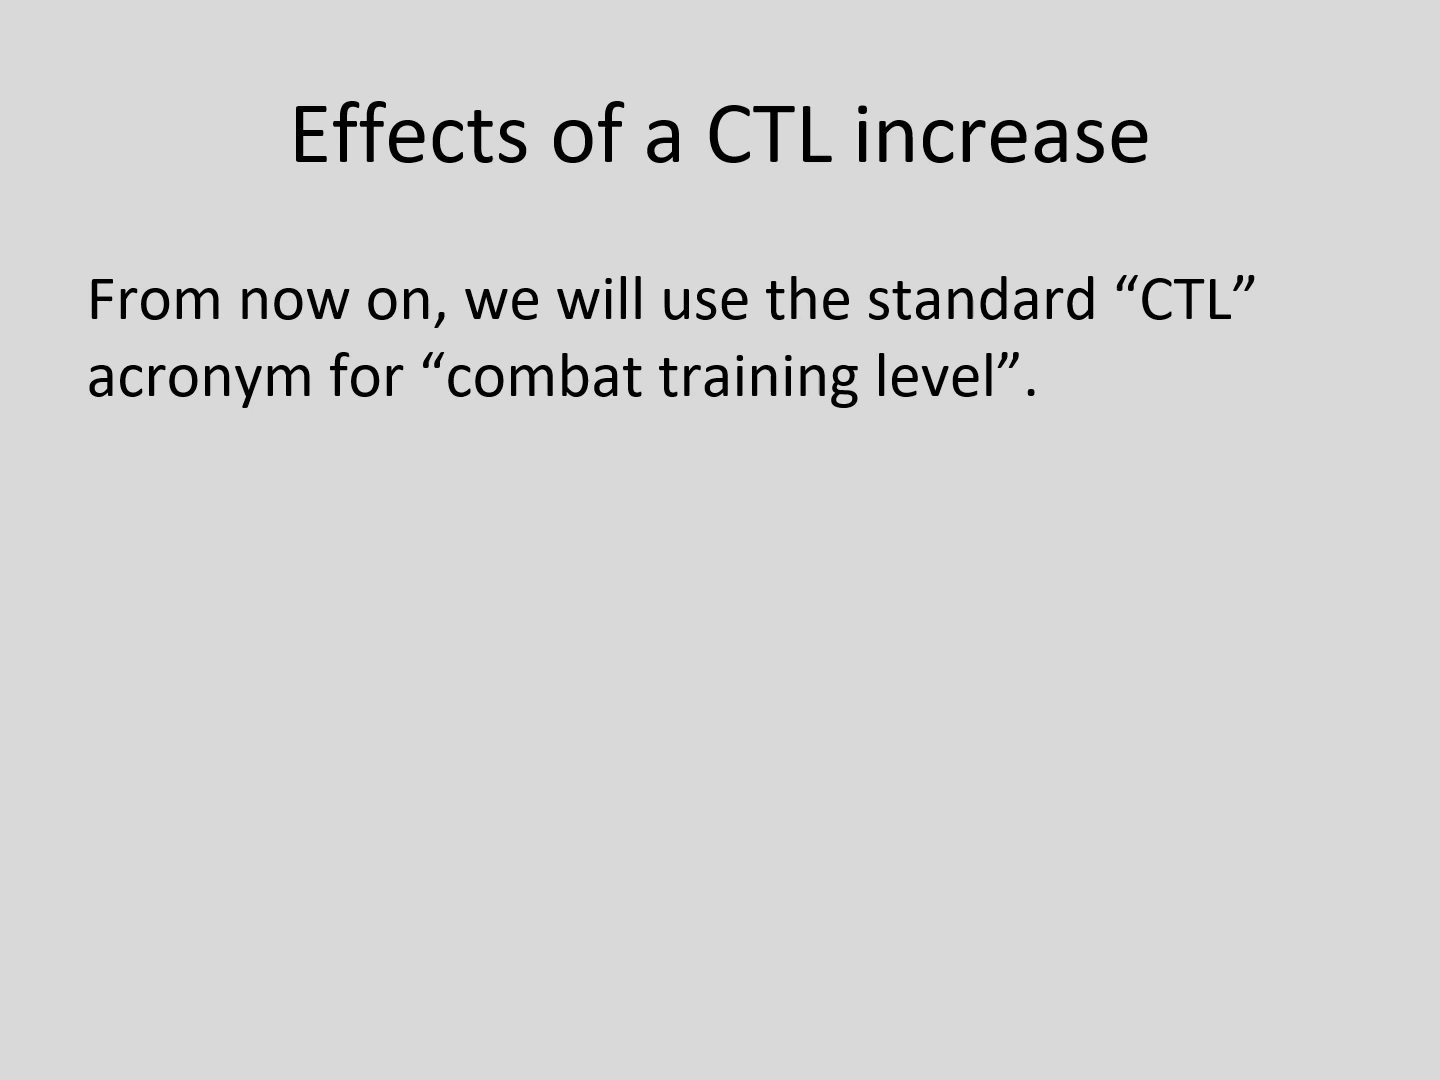 Effects of a CTL increase
From now on, we will use the standard “CTL”
acronym for “combat training level”.